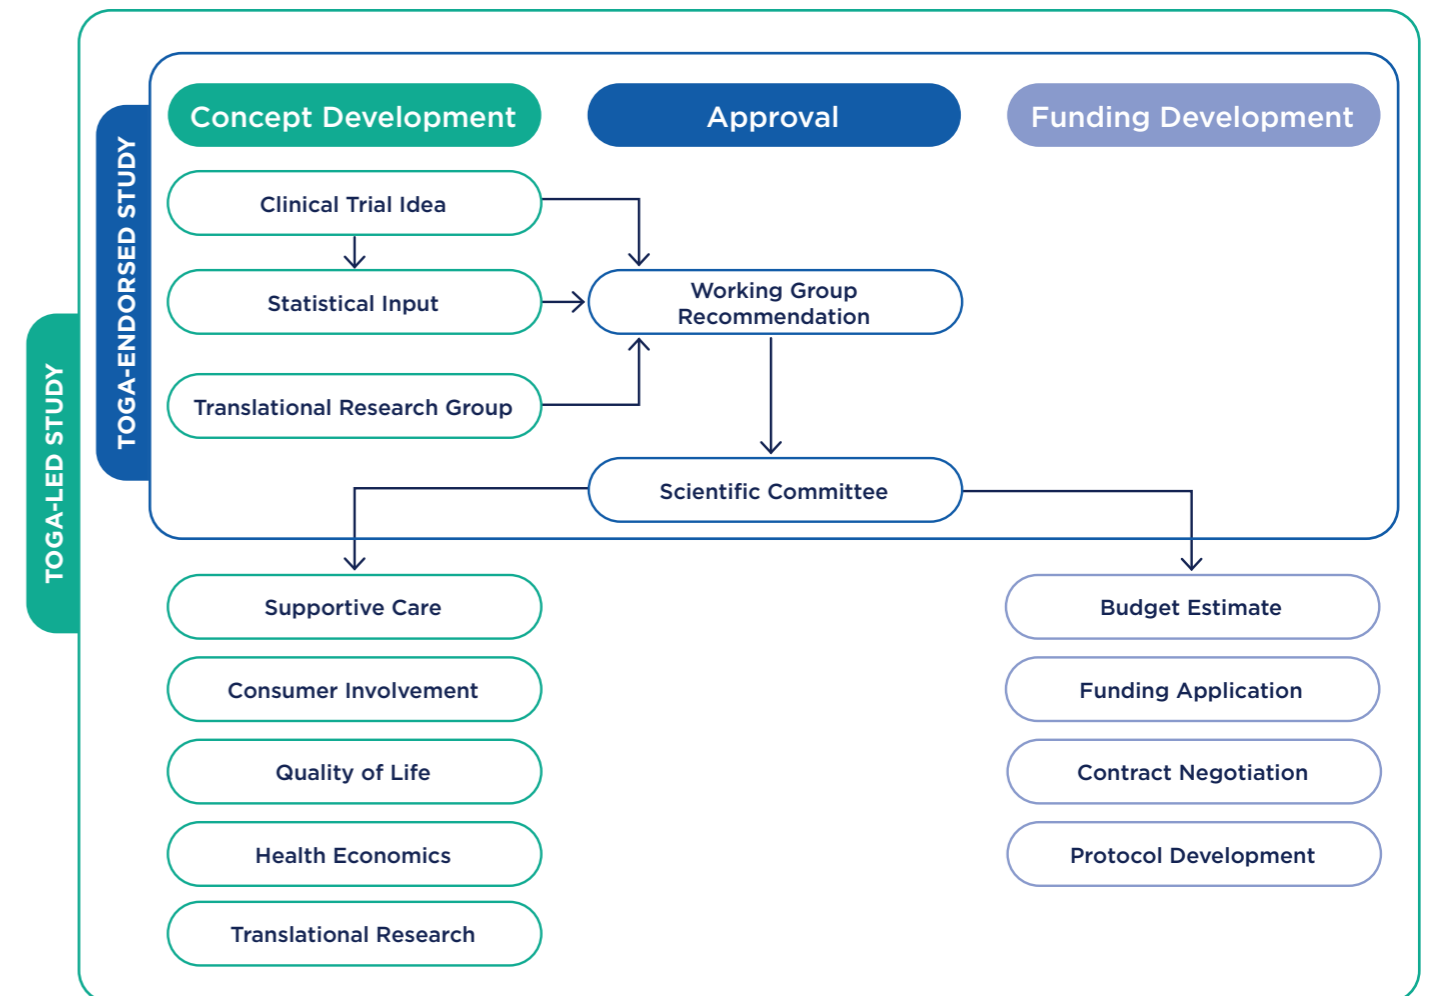 TOGA-LED STUDY
TOGA-ENDORSED STUDY
Concept Development
Approval
Funding Development
Clinical Trial Idea
Statistical Input
Working Group
Recommendation
Translational Research Group
Scientific Committee
Supportive Care
Consumer Involvement
Quality of Life
Health Economics
Translational Research
Budget Estimate
Funding Application
Contract Negotiation
Protocol Development